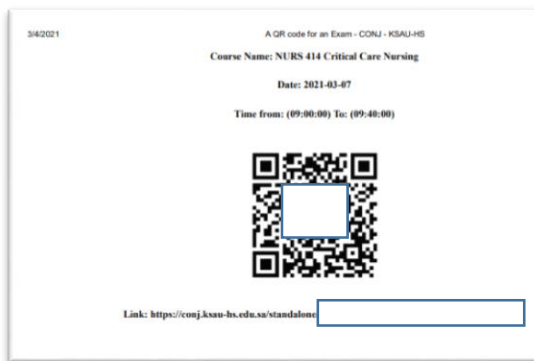 3/4/2021 A QR code for an Exam - CONJ - KSAU-HS
Course Name: NURS 414 Critical Care Nursing
Date: 2021-03-07
Time from: (09:00:00) To: (09:40:00)
Link: https://conj.ksau-hs.edu.sa/standalone